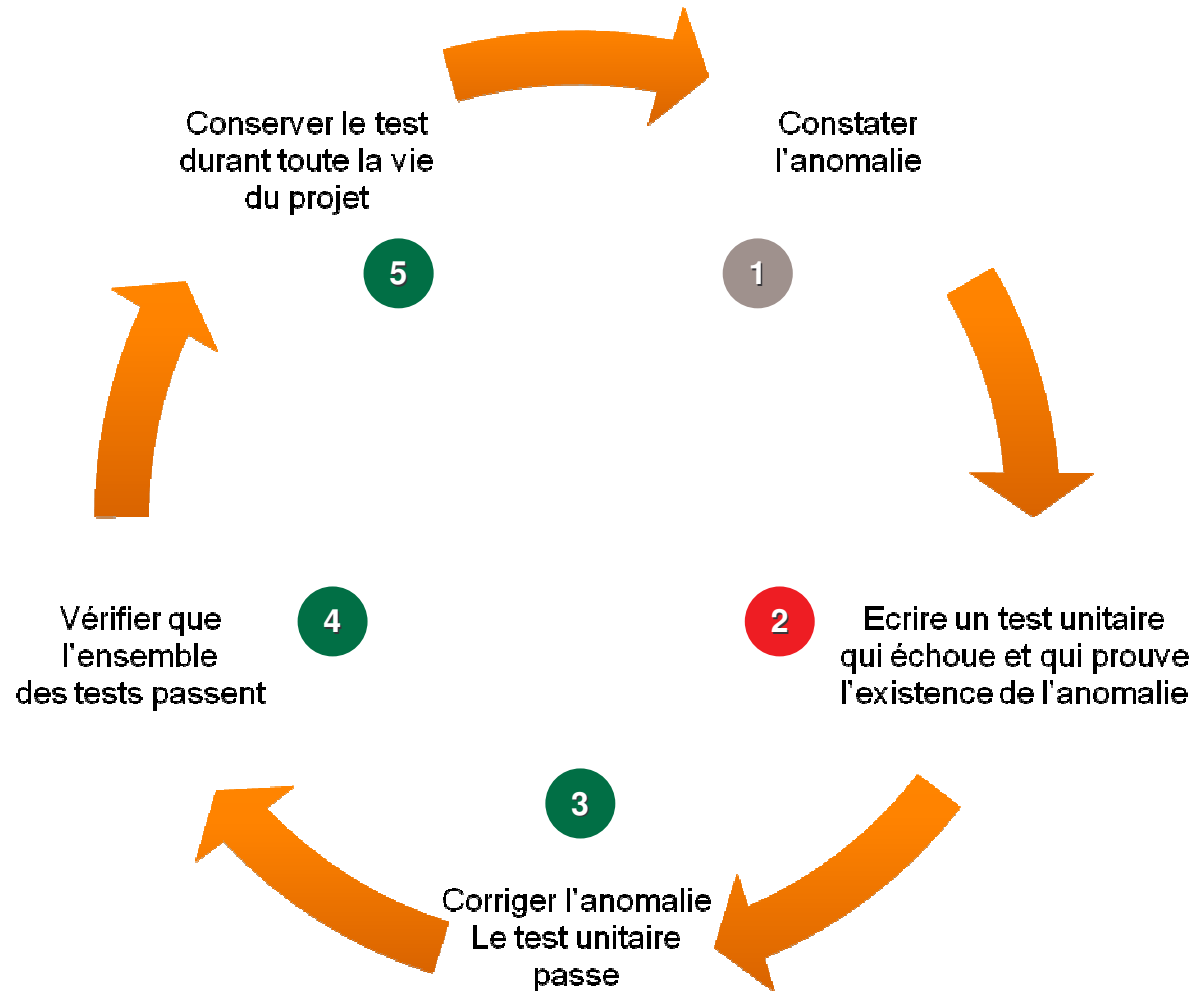 Constater
l'anomalie
1
2
Ecrire un test unitaire
qui échoue et qui prouve
l'existence de l'anomalie
3
Corriger l'anomalie
Le test unitaire
passe
4
Vérifier que
l'ensemble
des tests passent
Conserver le test
durant toute la vie
du projet
5